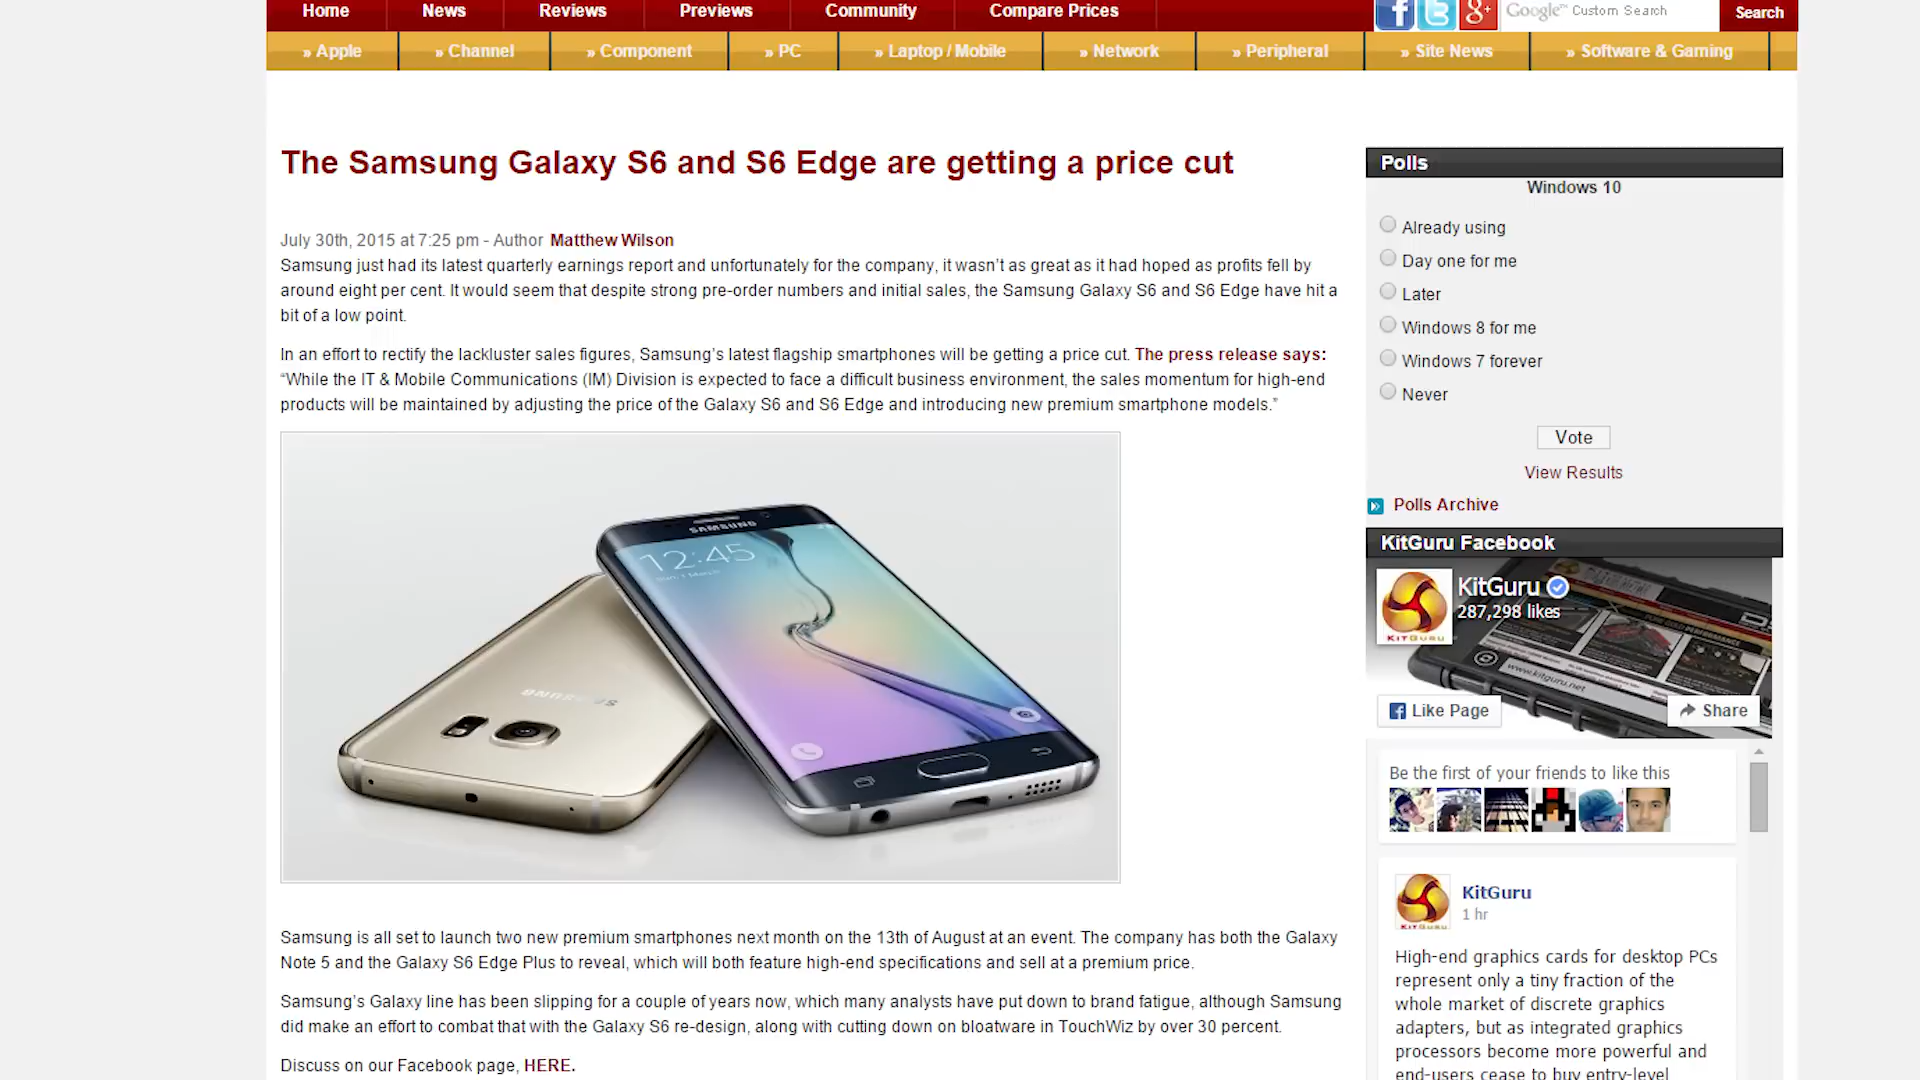 Home News Reviews Previews Community Compare Prices
Google™ Custom Search Search
» Apple » Channel » Component » PC » Laptop / Mobile » Network » Peripheral » Site News » Software & Gaming
The Samsung Galaxy S6 and S6 Edge are getting a price cut
July 30th, 2015 at 7:25 pm - Author Matthew Wilson
Samsung just had its latest quarterly earnings report and unfortunately for the company, it wasn’t as great as it had hoped as profits fell by
around eight per cent. It would seem that despite strong pre-order numbers and initial sales, the Samsung Galaxy S6 and S6 Edge have hit a
bit of a low point.
In an effort to rectify the lackluster sales figures, Samsung’s latest flagship smartphones will be getting a price cut. The press release says:
“While the IT & Mobile Communications (IM) Division is expected to face a difficult business environment, the sales momentum for high-end
products will be maintained by adjusting the price of the Galaxy S6 and S6 Edge and introducing new premium smartphone models.”
SAMSUNG
12:45
Sun, 1 March
SAMSUNG
Samsung is all set to launch two new premium smartphones next month on the 13th of August at an event. The company has both the Galaxy
Note 5 and the Galaxy S6 Edge Plus to reveal, which will both feature high-end specifications and sell at a premium price.
Samsung’s Galaxy line has been slipping for a couple of years now, which many analysts have put down to brand fatigue, although Samsung
did make an effort to combat that with the Galaxy S6 re-design, along with cutting down on bloatware in TouchWiz by over 30 percent.
Discuss on our Facebook page, HERE.
Polls
Windows 10
Already using
Day one for me
Later
Windows 8 for me
Windows 7 forever
Never
Vote
View Results
Polls Archive
KitGuru Facebook
KitGuru
287,298 likes
KITGURU
www.kitguru.net
Like Page Share
Be the first of your friends to like this
KitGuru
1 hr
High-end graphics cards for desktop PCs
represent only a tiny fraction of the
whole market of discrete graphics
adapters, but as integrated graphics
processors become more powerful and
end-users cease to buy entry-level